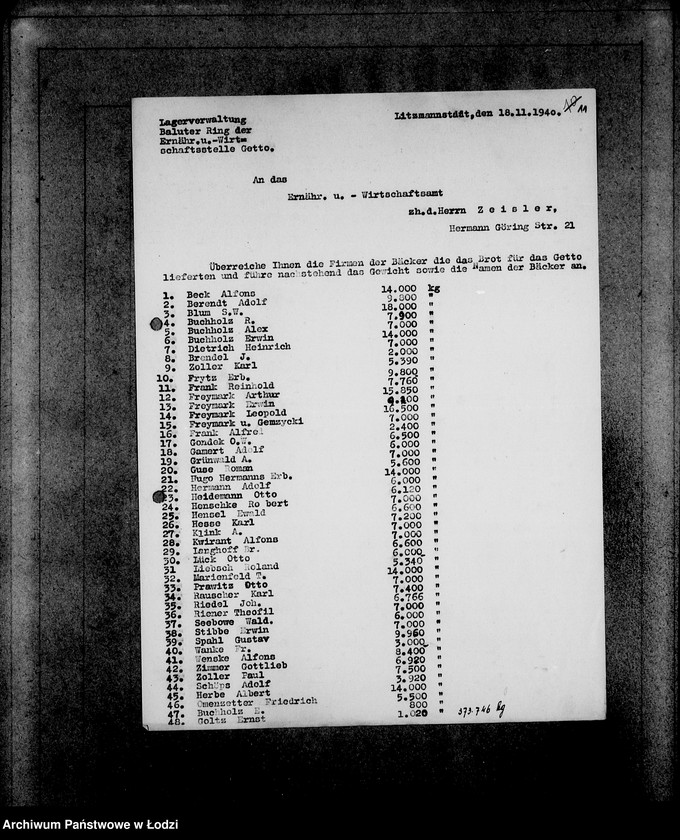 Litzmannstadt,den 18.11.1940. 11
Lagerverwaltung
Baluter Ring der
Ernähr.u.-Wirt=
schaftsstelle Getto.
An das
Ernähr. u. - Wirtschaftsamt
zh.d.Herrn Z e i s l e r,
Hermann Göring Str. 21
Überreiche Ihnen die Firmen der Bäcker die das Brot für das Getto
lieferten und führe nachstehend das Gewicht sowie die Namen der Bäcker an.
1. Beck Alfons 14.000 kg
2. Berendt Adolf 9.800 "
3. Blum S.W. 18.000 "
4. Buchholz R. 7.900 "
5. Buchholz Alex 7.000 "
6. Buchholz Erwin 14.000 "
7. Dietrich Heinrich 7.000 "
8. Brendel J. 2.000 "
9. Zoller Karl 5.390 "
10. Frytz Erb. 9.800 "
11. Frank Reinhold 7.760 "
12. Freymark Arthur 15.850 "
13. Freymark Erwin "
14. Freymark Leopold 16.500 "
15. Freymark u. Gemzycki 7.000 "
16. Frank Alfred 2.400 "
17. Gondek O.W. 6.500 "
18. Gamert Adolf 6.000 "
19. Grünwald A. 7.000 "
20. Guse Roman 5.600 "
21. Hugo Hermanns Erb. 14.000 "
22. Hermann Adolf 6.000 "
23. Heidemann Otto 6.120 "
24. Henschke Robert 7.000 "
25. Hensel Ewald 6.600 "
26. Hesse Karl 7.200 "
27. Klink A. 7.000 "
28. Kwirant Alfons 7.000 "
29. Langhoff Br. 6.600 "
30. Lück Otto 6.000 "
31 Liebsch Roland 5.340 "
32. Marienfeld T. 14.000 "
33. Prawitz Otto 7.000 "
34. Rauscher Karl 7.400 "
35. Riedel Joh. 6.766 "
36. Riener Theofil 7.000 "
37. Seebowe Wald. 6.000 "
38. Stibbe Erwin 7.000 "
39. Spahl Gustav 9.960 "
40. Wanke Fr. 3.000 "
41. Wenske Alfons 8.400 "
42. Zimmer Gottlieb 6.920 "
43. Zoller Paul 7.500 "
44. Schüps Adolf 3.920 "
45. Herbe Albert 14.000 "
46. Omenzetter Friedrich 5.500 "
47. Buchholz E. 800 "
48. Goltz Ernst 1.020 " 373.746 kg
Archiwum Państwowe w Łodzi